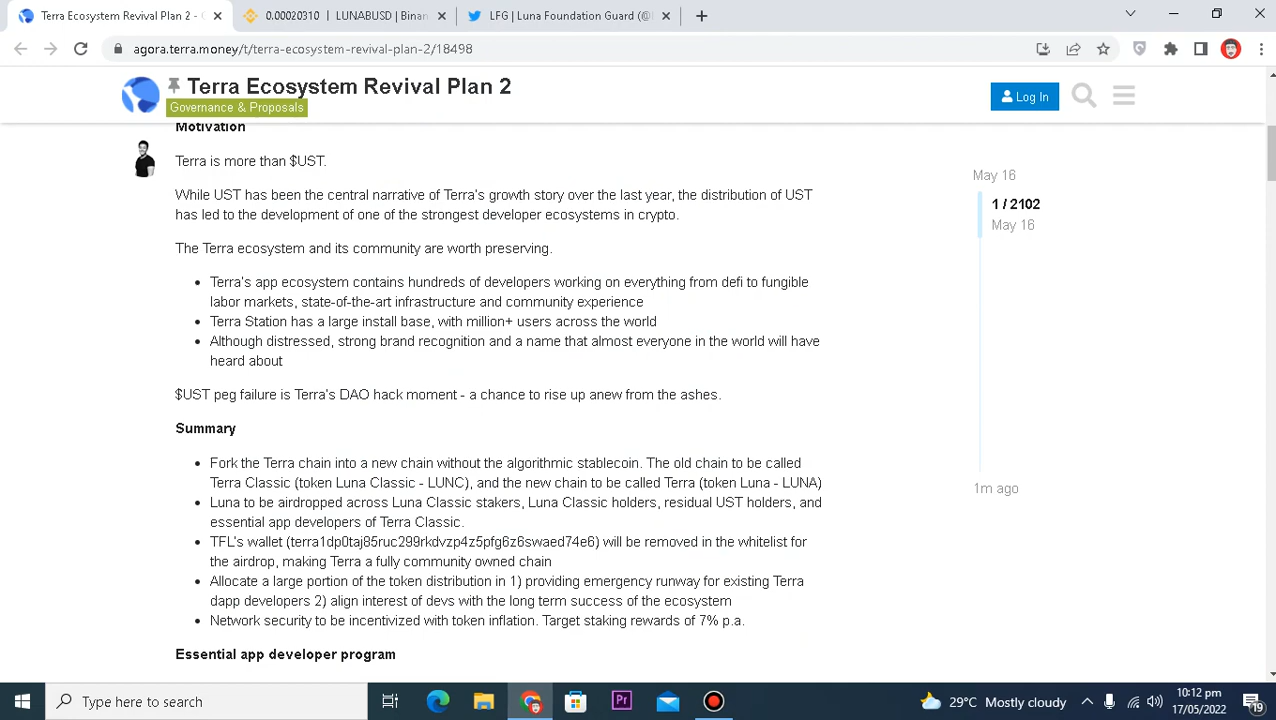 Terra Ecosystem Revival Plan 2 - G
0.00020310 | LUNABUSD | Binan
LFG | Luna Foundation Guard (@
agora.terra.money/t/terra-ecosystem-revival-plan-2/18498
Terra Ecosystem Revival Plan 2
Governance & Proposals
Log In
Motivation
Terra is more than $UST.
While UST has been the central narrative of Terra's growth story over the last year, the distribution of UST
has led to the development of one of the strongest developer ecosystems in crypto.
The Terra ecosystem and its community are worth preserving.
• Terra's app ecosystem contains hundreds of developers working on everything from defi to fungible
labor markets, state-of-the-art infrastructure and community experience
• Terra Station has a large install base, with million+ users across the world
• Although distressed, strong brand recognition and a name that almost everyone in the world will have
heard about
$UST peg failure is Terra's DAO hack moment - a chance to rise up anew from the ashes.
Summary
• Fork the Terra chain into a new chain without the algorithmic stablecoin. The old chain to be called
Terra Classic (token Luna Classic - LUNC), and the new chain to be called Terra (token Luna - LUNA)
• Luna to be airdropped across Luna Classic stakers, Luna Classic holders, residual UST holders, and
essential app developers of Terra Classic.
• TFL's wallet (terra1dp0taj85ruc299rkdvzp4z5pfg6z6swaed74e6) will be removed in the whitelist for
the airdrop, making Terra a fully community owned chain
• Allocate a large portion of the token distribution in 1) providing emergency runway for existing Terra
dapp developers 2) align interest of devs with the long term success of the ecosystem
• Network security to be incentivized with token inflation. Target staking rewards of 7% p.a.
Essential app developer program
May 16
1 / 2102
May 16
1m ago
Type here to search
Pr
29°C Mostly cloudy
10:12 pm
17/05/2022
19